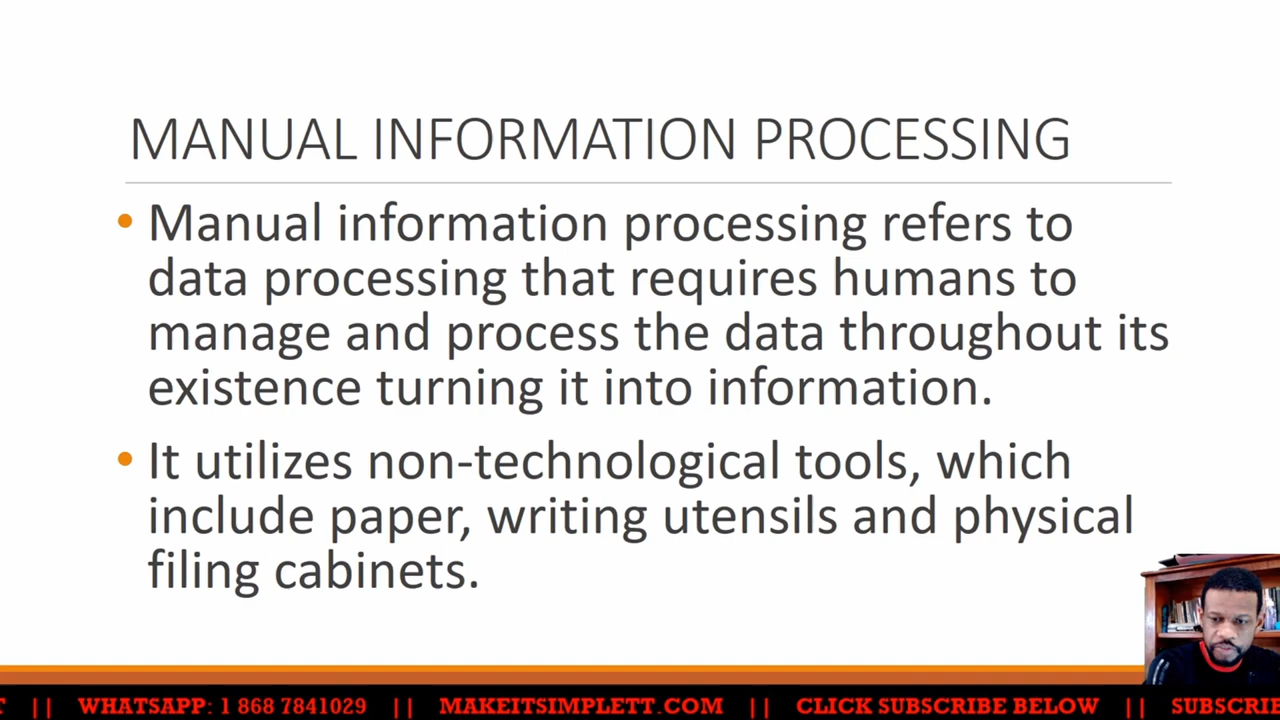 MANUAL INFORMATION PROCESSING
• Manual information processing refers to
data processing that requires humans to
manage and process the data throughout its
existence turning it into information.
• It utilizes non-technological tools, which
include paper, writing utensils and physical
filing cabinets.
T || WHATSAPP: 1 868 7841029 || MAKEITSIMPLETT.COM || CLICK SUBSCRIBE BELOW || SUBSCRIE